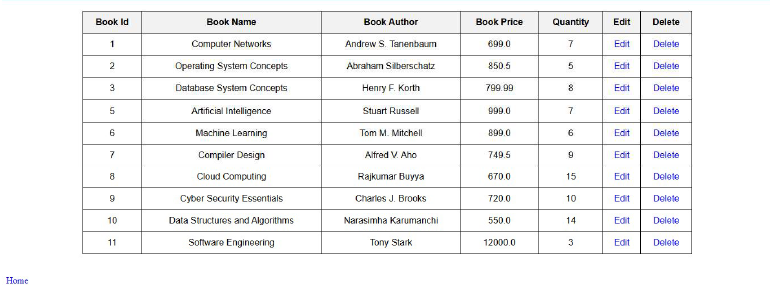 Book Id Book Name Book Author Book Price Quantity Edit Delete
1 Computer Networks Andrew S. Tanenbaum 699.0 7 Edit Delete
2 Operating System Concepts Abraham Silberschatz 850.5 5 Edit Delete
3 Database System Concepts Henry F. Korth 799.99 8 Edit Delete
5 Artificial Intelligence Stuart Russell 999.0 7 Edit Delete
6 Machine Learning Tom M. Mitchell 899.0 6 Edit Delete
7 Compiler Design Alfred V. Aho 749.5 9 Edit Delete
8 Cloud Computing Rajkumar Buyya 670.0 15 Edit Delete
9 Cyber Security Essentials Charles J. Brooks 720.0 10 Edit Delete
10 Data Structures and Algorithms Narasimha Karumanchi 550.0 14 Edit Delete
11 Software Engineering Tony Stark 12000.0 3 Edit Delete
Home